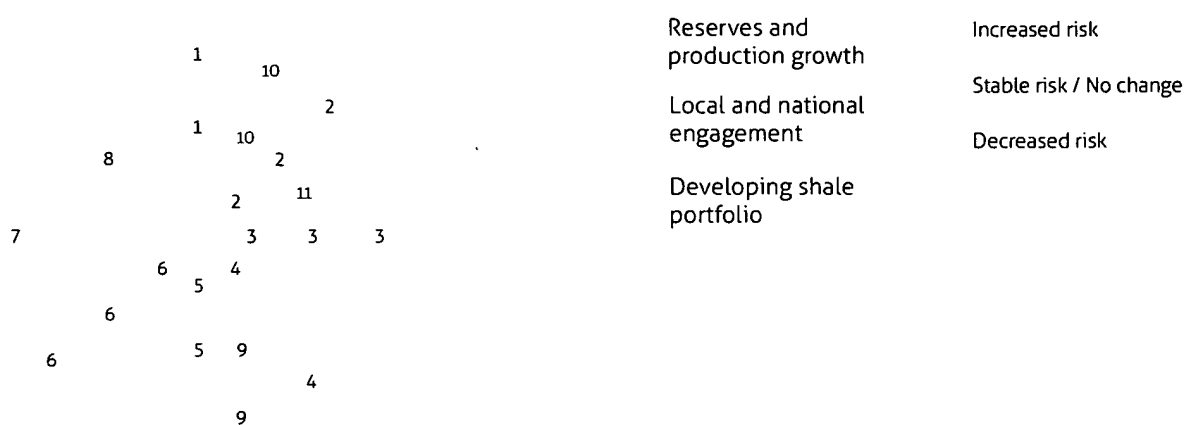 1
10
2
1
10
8
2
2
11
7
3
3
3
6
4
5
6
5
9
6
4
9
Reserves and
production growth
Local and national
engagement
Developing shale
portfolio
Increased risk
Stable risk / No change
Decreased risk